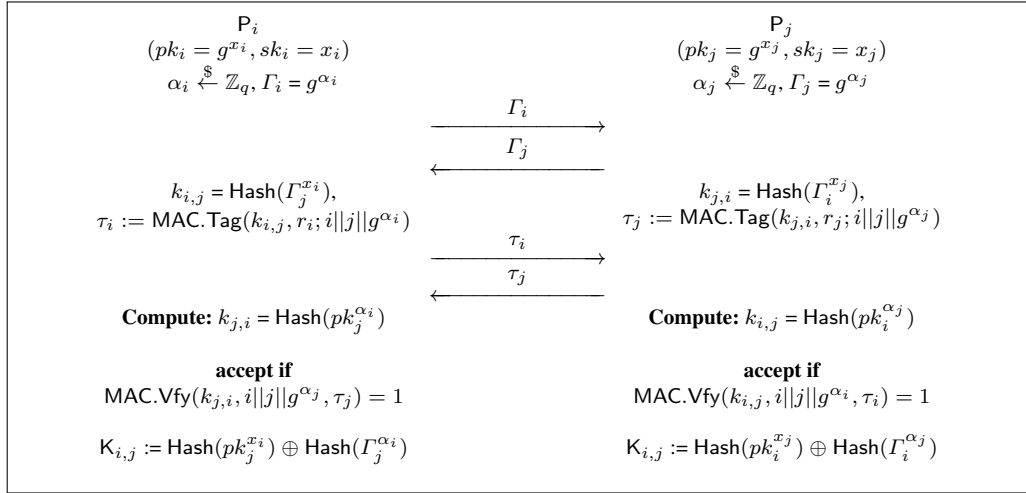 P_i P_j
(pk_i = g^{x_i}, sk_i = x_i) (pk_j = g^{x_j}, sk_j = x_j)
α_i ←$ ℤ_q, Γ_i = g^{α_i} α_j ←$ ℤ_q, Γ_j = g^{α_j}
Γ_i
Γ_j
k_{i,j} = Hash(Γ_j^{x_i}), k_{j,i} = Hash(Γ_i^{x_j}),
τ_i := MAC.Tag(k_{i,j}, r_i; i||j||g^{α_i}) τ_j := MAC.Tag(k_{j,i}, r_j; i||j||g^{α_j})
τ_i
τ_j
Compute: k_{j,i} = Hash(pk_j^{α_i}) Compute: k_{i,j} = Hash(pk_i^{α_j})
accept if accept if
MAC.Vfy(k_{j,i}, i||j||g^{α_j}, τ_j) = 1 MAC.Vfy(k_{i,j}, i||j||g^{α_i}, τ_i) = 1
K_{i,j} := Hash(pk_j^{x_i}) ⊕ Hash(Γ_j^{α_i}) K_{i,j} := Hash(pk_i^{x_j}) ⊕ Hash(Γ_i^{α_j})